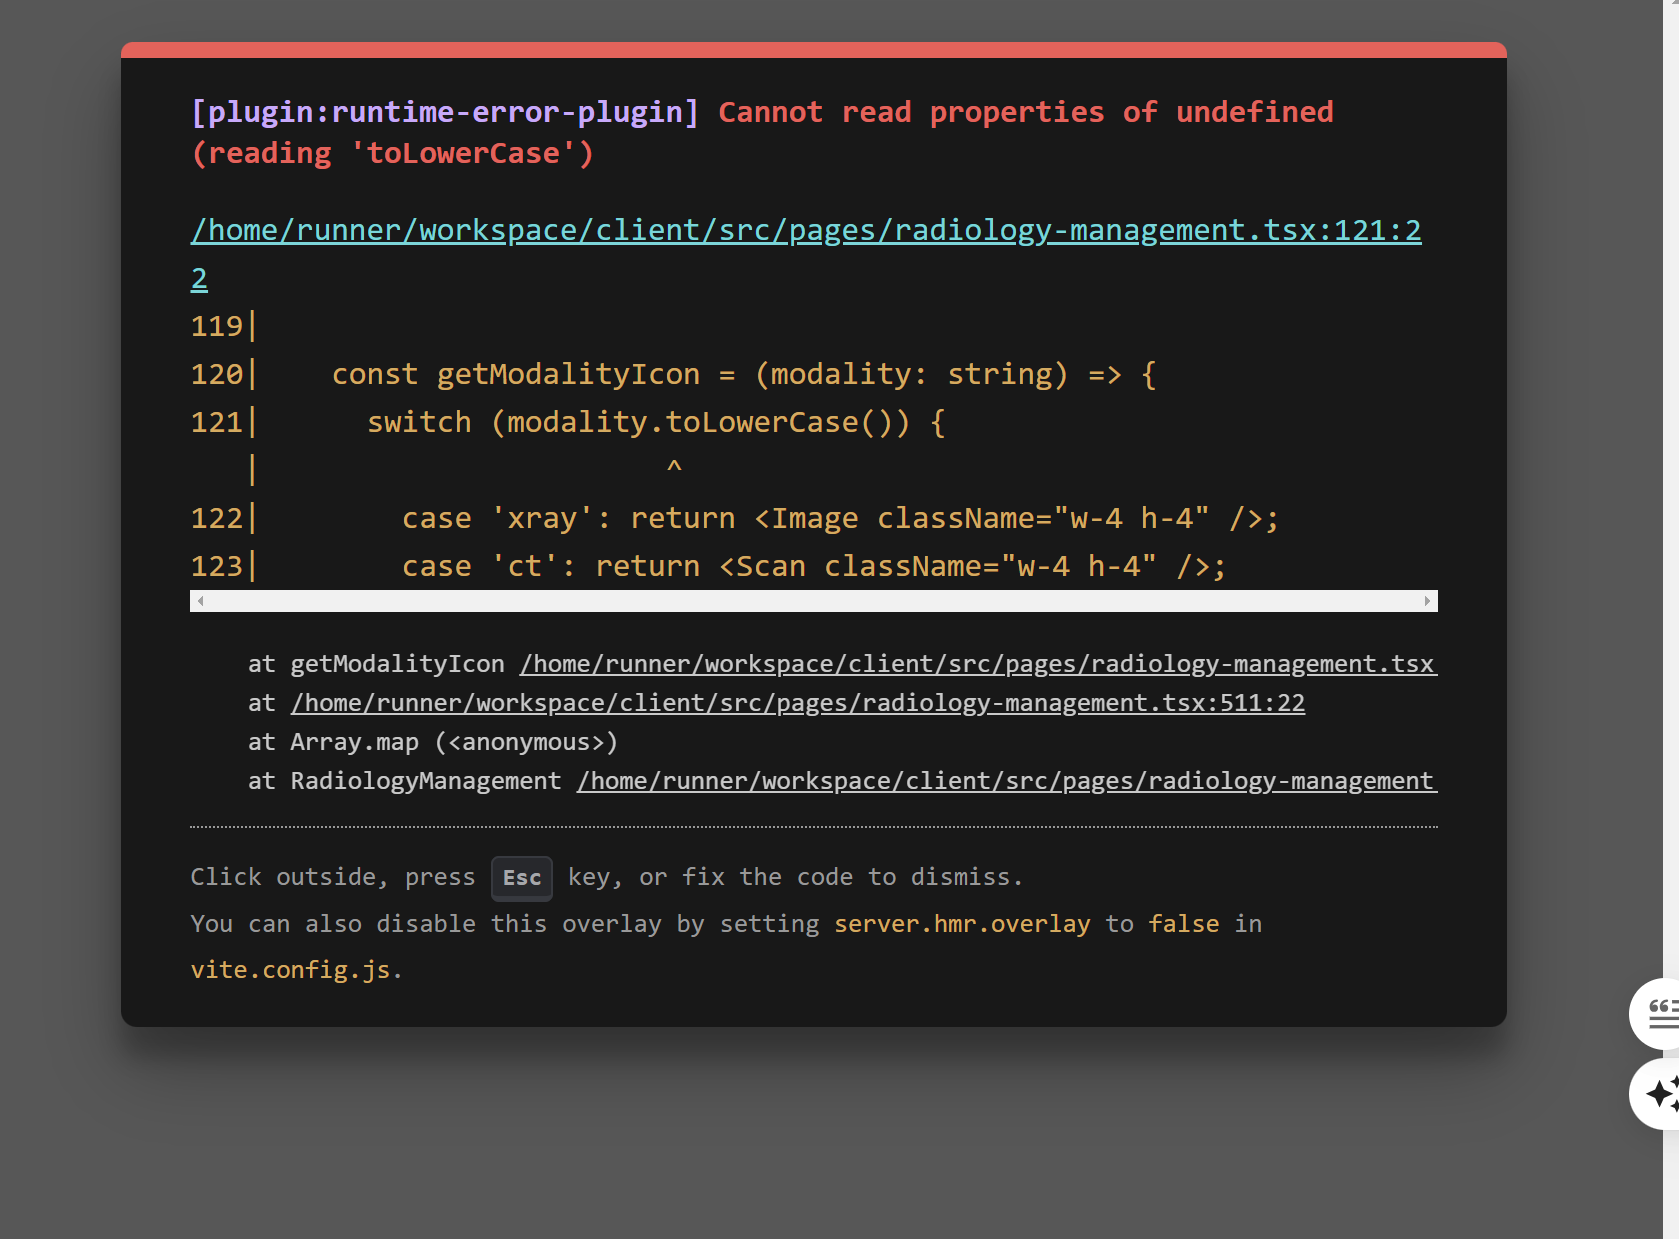 [plugin:runtime-error-plugin] Cannot read properties of undefined
(reading 'toLowerCase')
/home/runner/workspace/client/src/pages/radiology-management.tsx:121:2
2
119|
120|    const getModalityIcon = (modality: string) => {
121|      switch (modality.toLowerCase()) {
   |                       ^
122|        case 'xray': return <Image className="w-4 h-4" />;
123|        case 'ct': return <Scan className="w-4 h-4" />;
at getModalityIcon /home/runner/workspace/client/src/pages/radiology-management.tsx
at /home/runner/workspace/client/src/pages/radiology-management.tsx:511:22
at Array.map (<anonymous>)
at RadiologyManagement /home/runner/workspace/client/src/pages/radiology-management
Click outside, press Esc key, or fix the code to dismiss.
You can also disable this overlay by setting server.hmr.overlay to false in
vite.config.js.